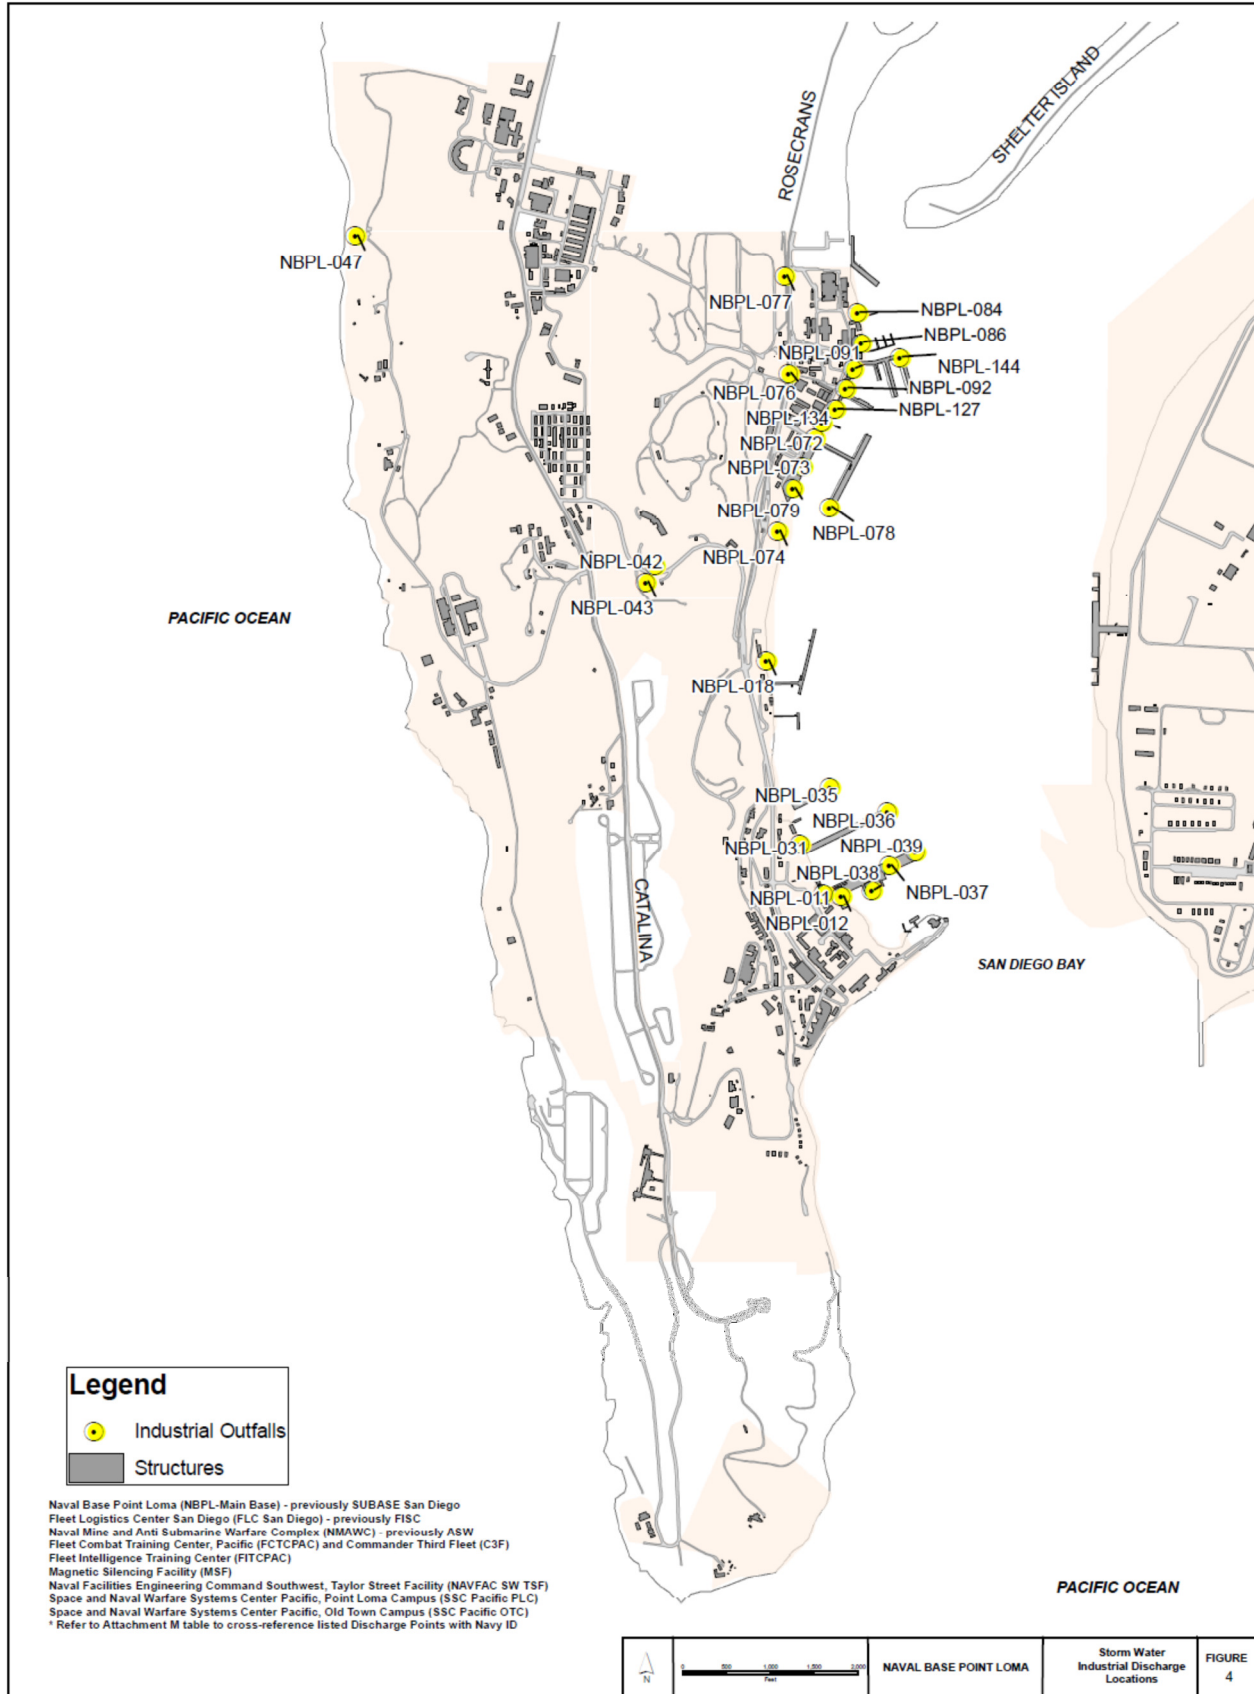 SHELTER ISLAND
ROSECRANS
NBPL-047
NBPL-077
NBPL-084
NBPL-086
NBPL-091
NBPL-144
NBPL-076
NBPL-092
NBPL-127
NBPL-134
NBPL-072
NBPL-073
NBPL-079
NBPL-078
NBPL-074
NBPL-042
NBPL-043
PACIFIC OCEAN
NBPL-018
NBPL-035
NBPL-036
NBPL-031
NBPL-039
NBPL-038
NBPL-037
NBPL-011
NBPL-012
CATALINA
SAN DIEGO BAY
Legend
Industrial Outfalls
Structures
Naval Base Point Loma (NBPL-Main Base) - previously SUBASE San Diego
Fleet Logistics Center San Diego (FLC San Diego) - previously FISC
Naval Mine and Anti Submarine Warfare Complex (NMAWC) - previously ASW
Fleet Combat Training Center, Pacific (FCTCPAC) and Commander Third Fleet (C3F)
Fleet Intelligence Training Center (FITCPAC)
Magnetic Silencing Facility (MSF)
Naval Facilities Engineering Command Southwest, Taylor Street Facility (NAVFAC SW TSF)
Space and Naval Warfare Systems Center Pacific, Point Loma Campus (SSC Pacific PLC)
Space and Naval Warfare Systems Center Pacific, Old Town Campus (SSC Pacific OTC)
* Refer to Attachment M table to cross-reference listed Discharge Points with Navy ID
PACIFIC OCEAN
N
0 500 1,000 1,500 2,000
Feet
NAVAL BASE POINT LOMA
Storm Water
Industrial Discharge
Locations
FIGURE
4